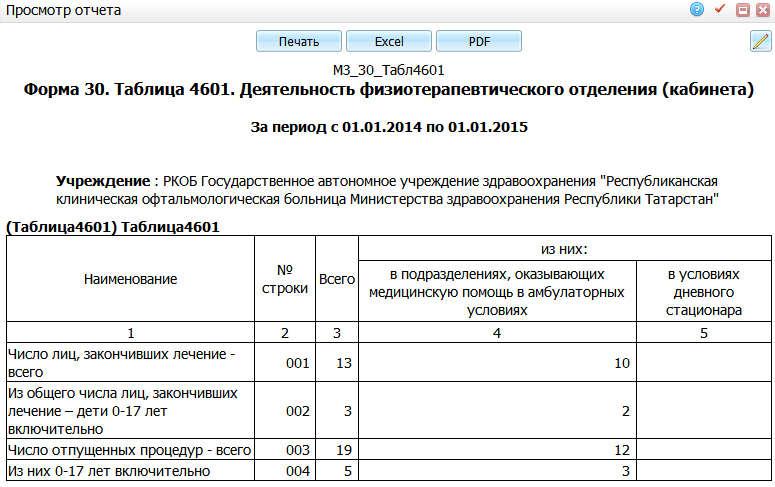 Просмотр отчета
Печать
Excel
PDF
МЗ_30_Табл4601
Форма 30. Таблица 4601. Деятельность физиотерапевтического отделения (кабинета)
За период с 01.01.2014 по 01.01.2015
Учреждение : РКОБ Государственное автономное учреждение здравоохранения "Республиканская
клиническая офтальмологическая больница Министерства здравоохранения Республики Татарстан"
(Таблица4601) Таблица4601
Наименование
№
строки
Всего
из них:
в подразделениях, оказывающих
медицинскую помощь в амбулаторных
условиях
в условиях
дневного
стационара
1 2 3 4 5
Число лиц, закончивших лечение -
всего
001 13 10
Из общего числа лиц, закончивших
лечение – дети 0-17 лет
включительно
002 3 2
Число отпущенных процедур - всего 003 19 12
Из них 0-17 лет включительно 004 5 3